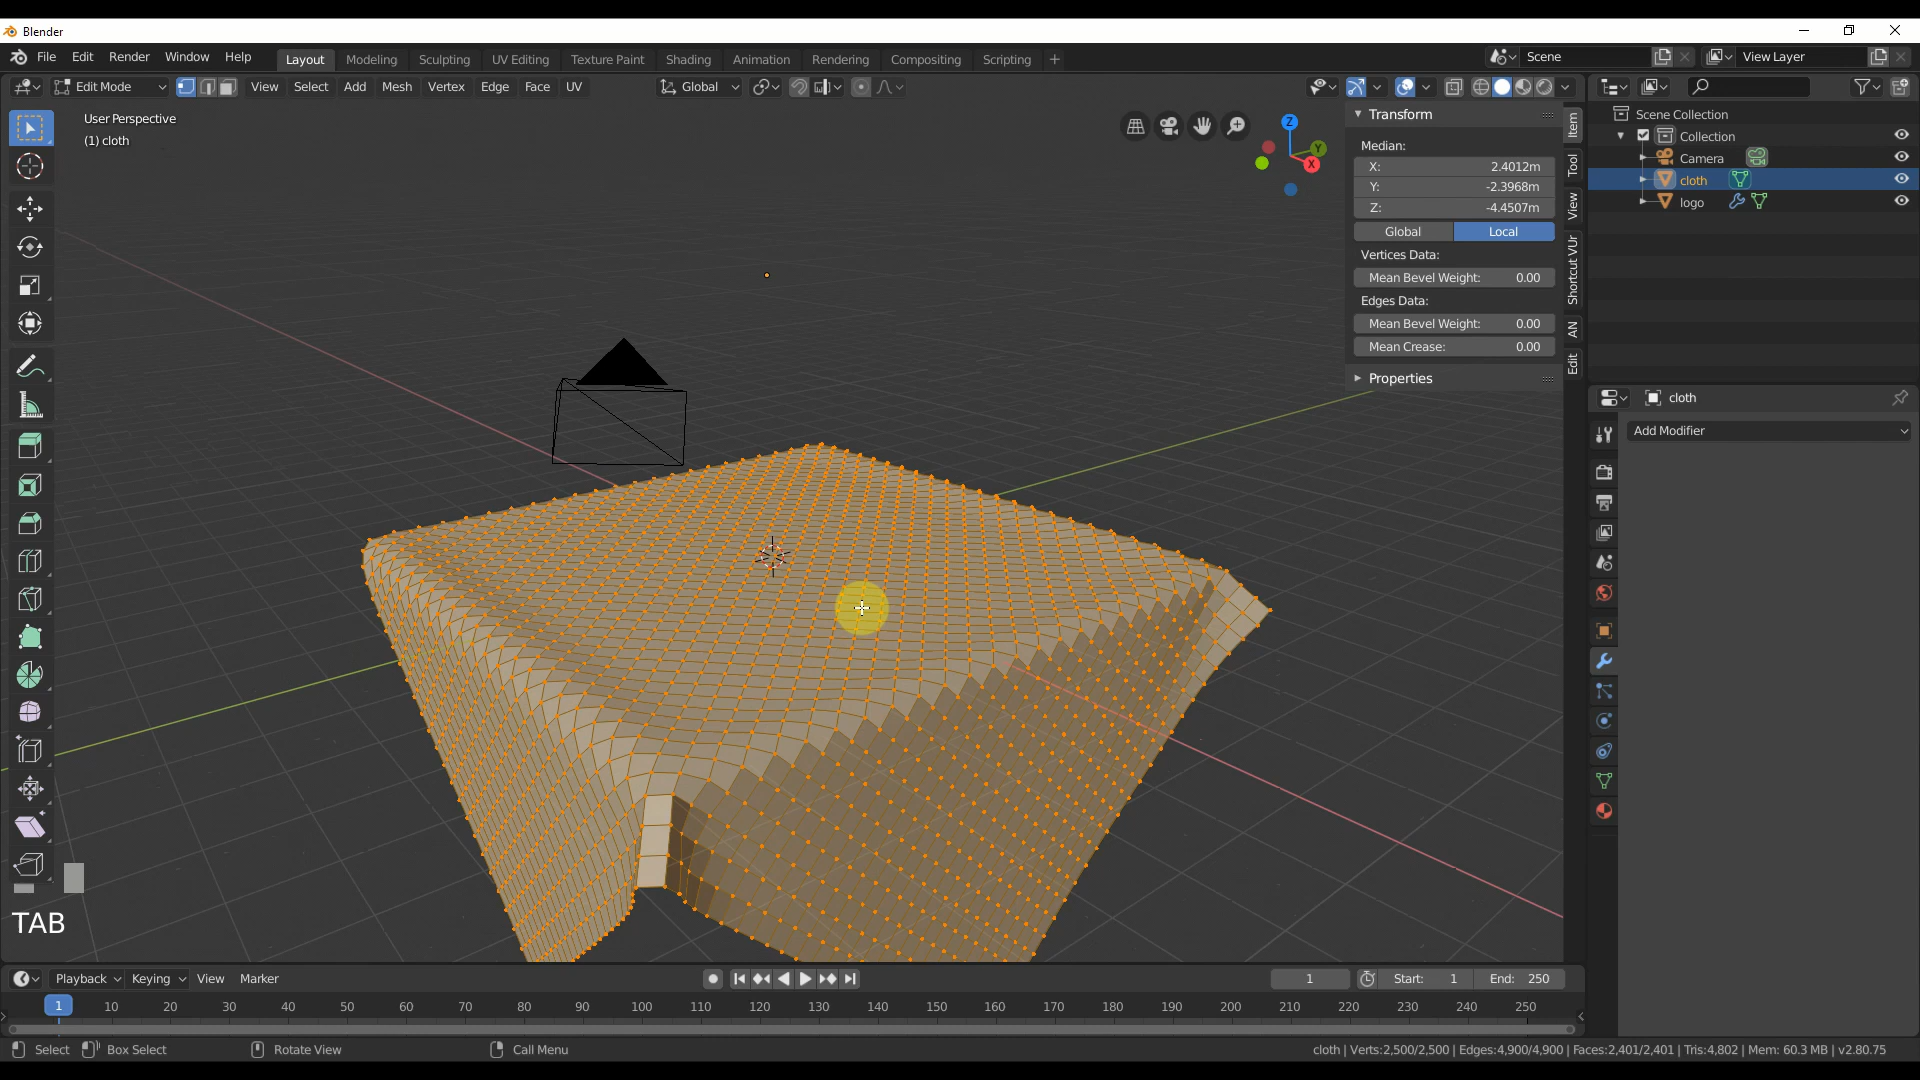 Blender
File Edit Render Window Help Layout Modeling Sculpting UV Editing Texture Paint Shading Animation Rendering Compositing Scripting + Scene View Layer
Edit Mode View Select Add Mesh Vertex Edge Face UV Global
User Perspective
(1) cloth
Z
Y
X
Transform
Median:
X: 2.4012m
Y: -2.3968m
Z: -4.4507m
Global Local
Vertices Data:
Mean Bevel Weight: 0.00
Edges Data:
Mean Bevel Weight: 0.00
Mean Crease: 0.00
Properties
Item
Tool
View
Shortcut VUr
AN
Edit
Scene Collection
Collection
Camera
cloth
logo
cloth
Add Modifier
TAB
Playback Keying View Marker 1 Start: 1 End: 250
1 10 20 30 40 50 60 70 80 90 100 110 120 130 140 150 160 170 180 190 200 210 220 230 240 250
Select Box Select Rotate View Call Menu cloth | Verts:2,500/2,500 | Edges:4,900/4,900 | Faces:2,401/2,401 | Tris:4,802 | Mem: 60.3 MB | v2.80.75